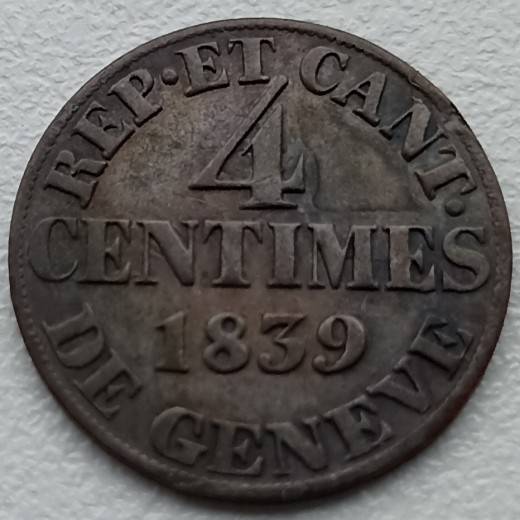 REP·ET CANT.
4
CENTIMES
1839
DE GENEVE